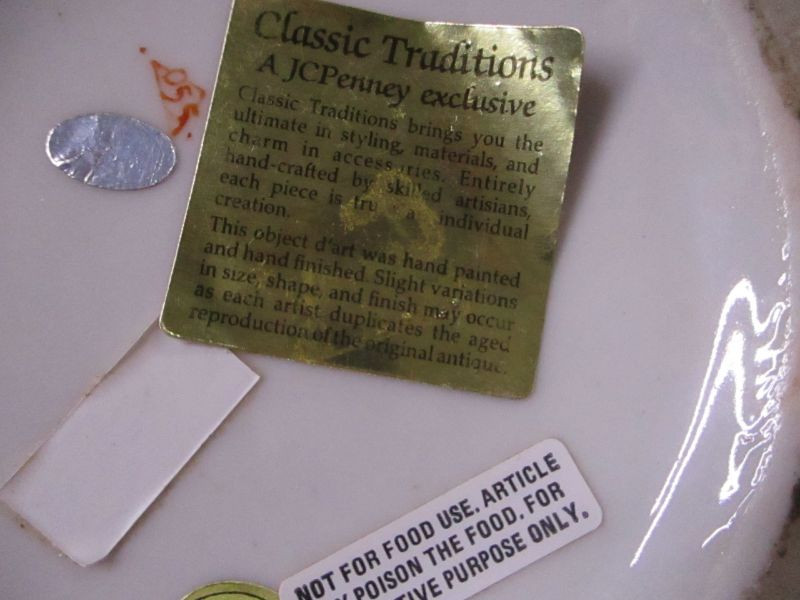 Classic Traditions
A JCPenney exclusive
Classic Traditions brings you the
ultimate in styling, materials, and
charm in accessories. Entirely
hand-crafted by skilled artisians,
each piece is tru a individual
creation.
This object d'art was hand painted
and hand finished. Slight variations
in size, shape, and finish may occur
as each artist duplicates the aged
reproduction of the original antique.
NOT FOR FOOD USE. ARTICLE
POISON THE FOOD. FOR
TIVE PURPOSE ONLY.